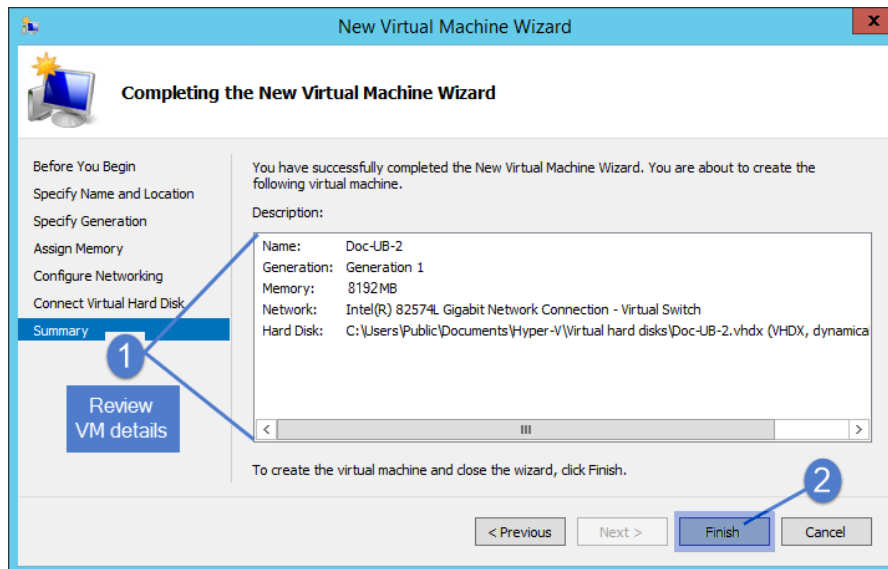 New Virtual Machine Wizard
x
Completing the New Virtual Machine Wizard
Before You Begin
Specify Name and Location
Specify Generation
Assign Memory
Configure Networking
Connect Virtual Hard Disk
Summary
1
Review
VM details
You have successfully completed the New Virtual Machine Wizard. You are about to create the
following virtual machine.
Description:
Name: Doc-UB-2
Generation: Generation 1
Memory: 8192 MB
Network: Intel(R) 82574L Gigabit Network Connection - Virtual Switch
Hard Disk: C:\Users\Public\Documents\Hyper-V\Virtual hard disks\Doc-UB-2.vhdx (VHDX, dynamica
To create the virtual machine and close the wizard, click Finish.
2
< Previous Next > Finish Cancel